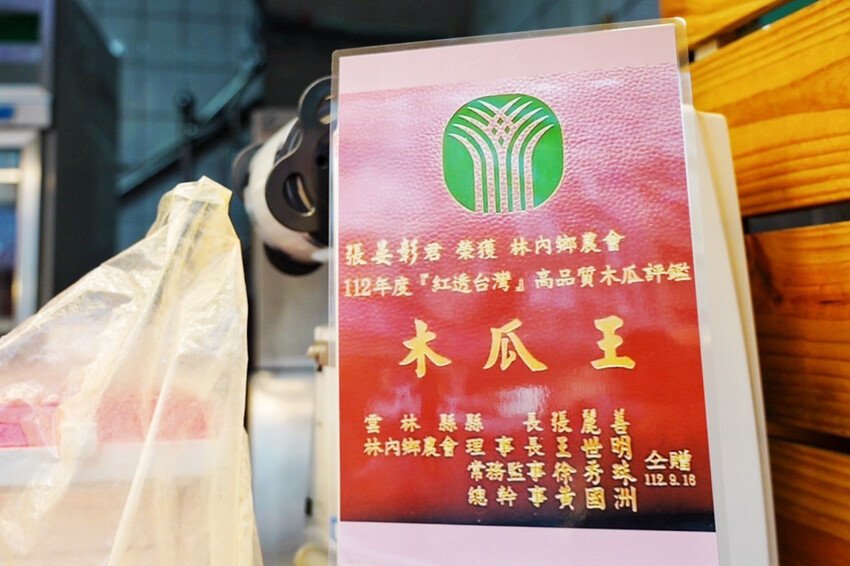 張晏彰君 榮獲 林內鄉農會
112年度『紅透台灣』高品質木瓜評鑑
木瓜王
雲林縣縣長張麗善
林內鄉農會理事長王世明
常務監事徐秀珠
總幹事黃國洲
仝贈
112.9.16